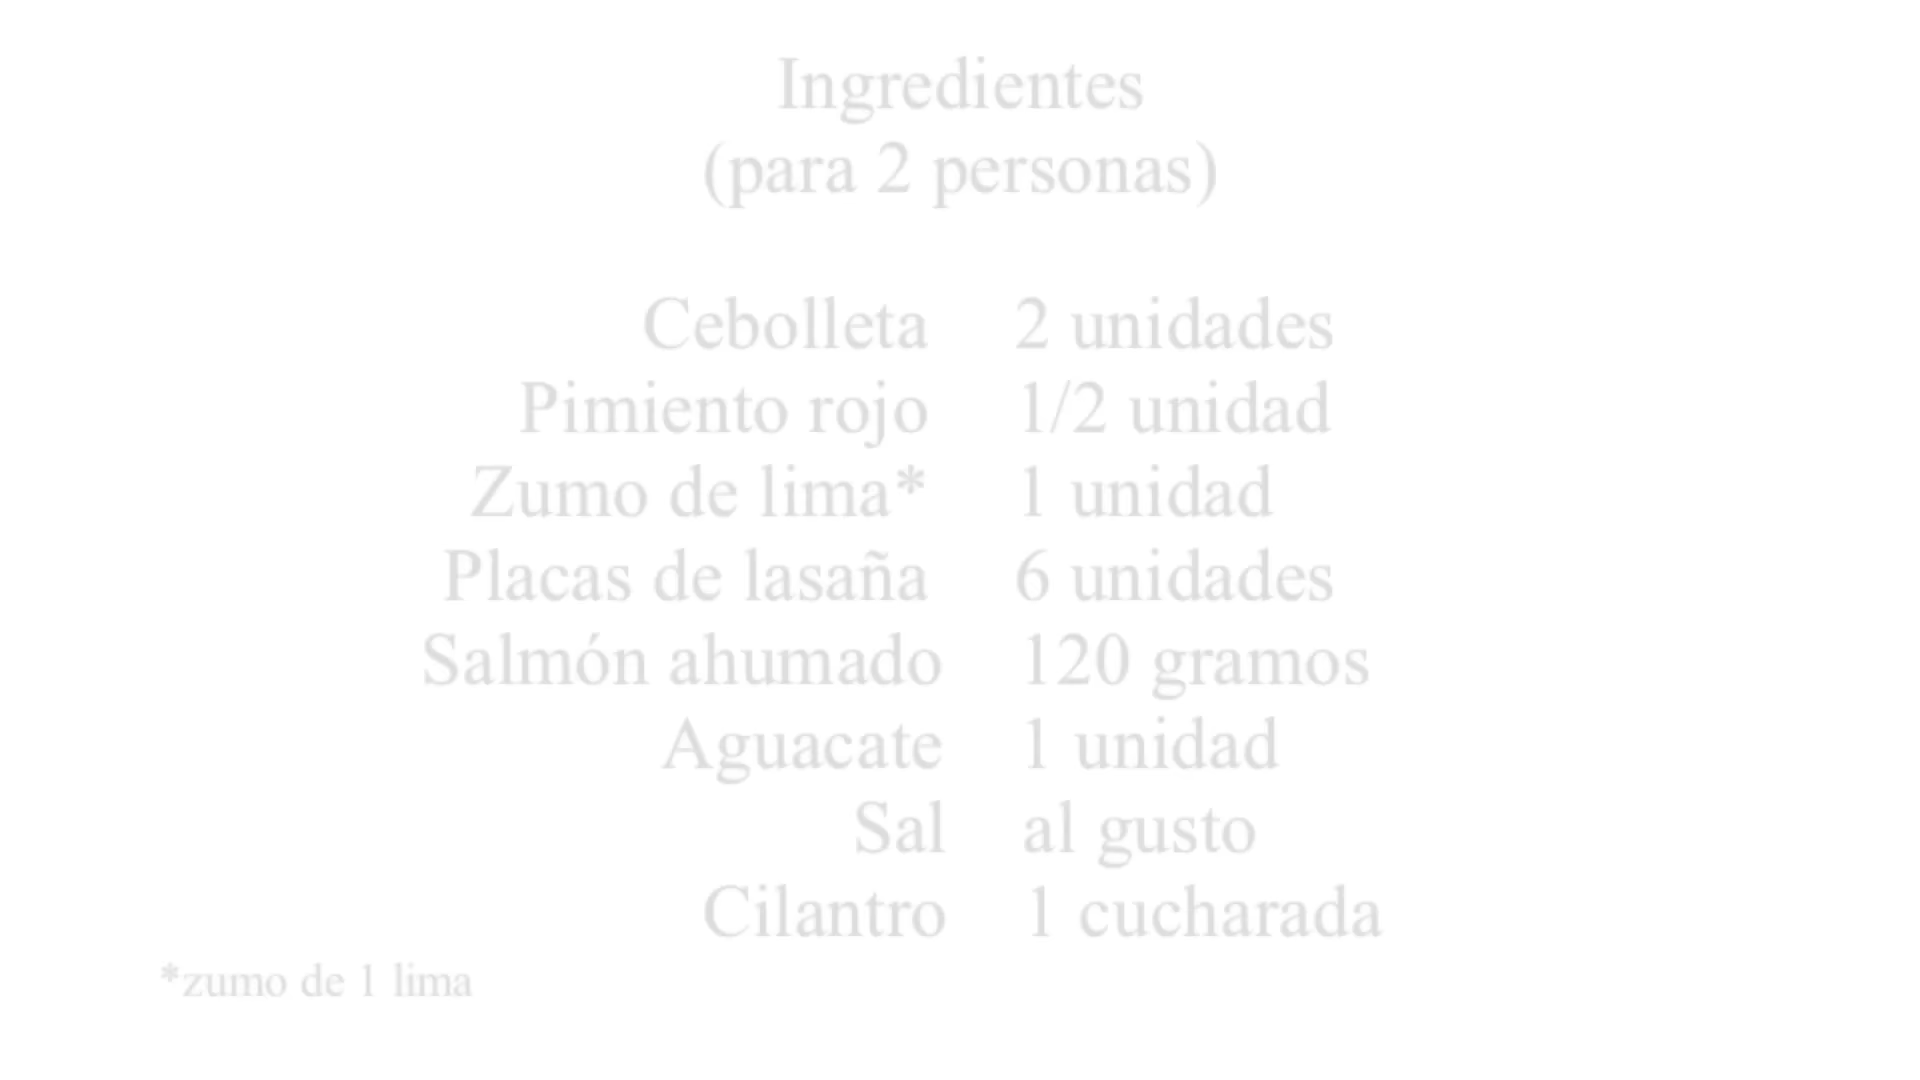 Ingredientes
(para 2 personas)
Cebolleta 2 unidades
Pimiento rojo 1/2 unidad
Zumo de lima* 1 unidad
Placas de lasaña 6 unidades
Salmón ahumado 120 gramos
Aguacate 1 unidad
Sal al gusto
Cilantro 1 cucharada
*zumo de 1 lima